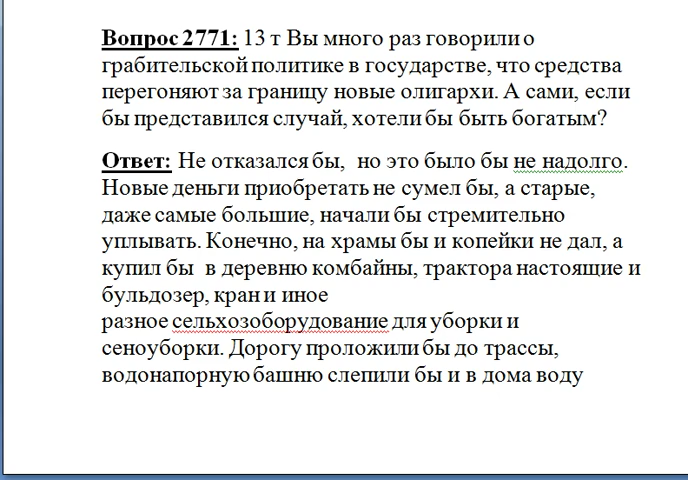 Вопрос 2771: 13 т Вы много раз говорили о
грабительской политике в государстве, что средства
перегоняют за границу новые олигархи. А сами, если
бы представился случай, хотели бы быть богатым?
Ответ: Не отказался бы, но это было бы не надолго.
Новые деньги приобретать не сумел бы, а старые,
даже самые большие, начали бы стремительно
уплывать. Конечно, на храмы бы и копейки не дал, а
купил бы в деревню комбайны, трактора настоящие и
бульдозер, кран и иное
разное сельхозоборудование для уборки и
сеноуборки. Дорогу проложили бы до трассы,
водонапорную башню слепили бы и в дома воду